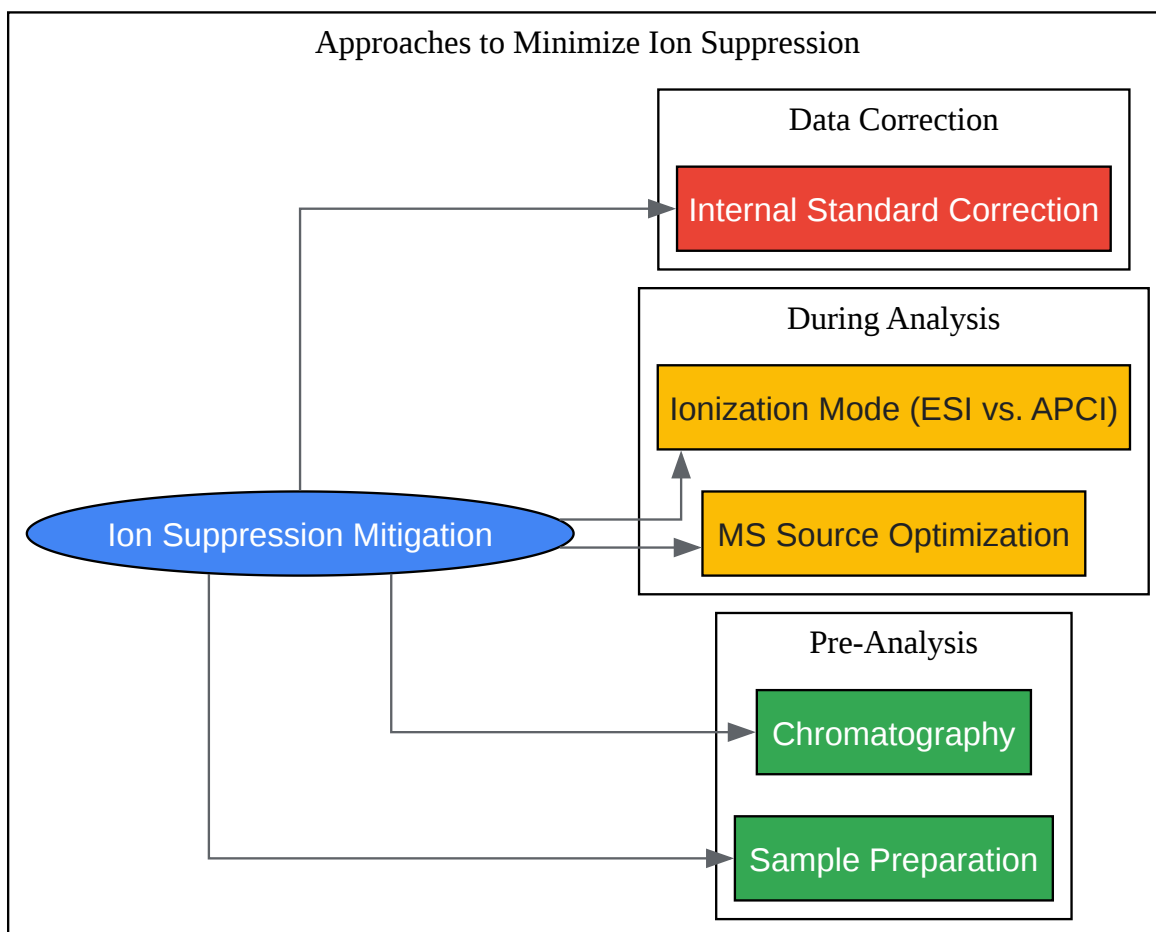 Approaches to Minimize Ion Suppression
Data Correction
Internal Standard Correction
During Analysis
Ionization Mode (ESI vs. APCI)
Ion Suppression Mitigation
MS Source Optimization
Pre-Analysis
Chromatography
Sample Preparation